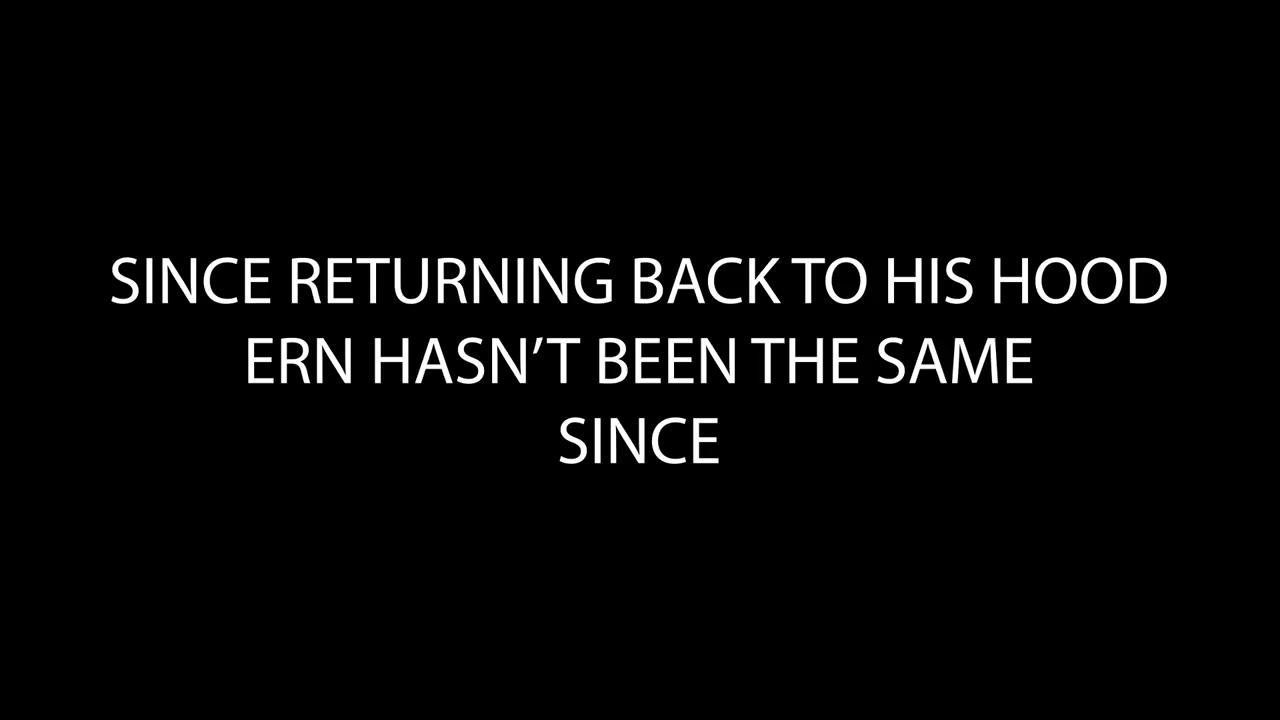 SINCE RETURNING BACK TO HIS HOOD
ERN HASN’T BEEN THE SAME
SINCE